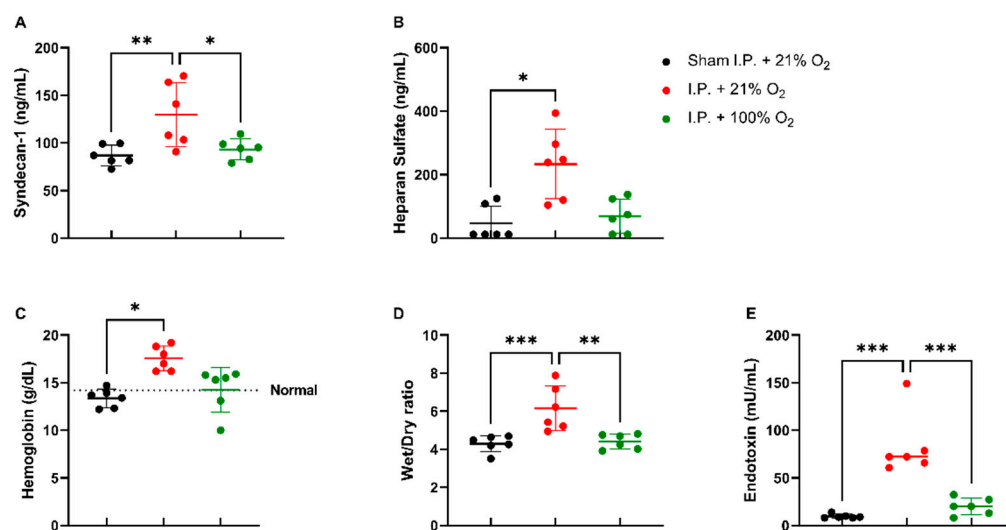 A
Syndecan-1 (ng/mL)
200
150
100
50
0
**
*
B
Heparan Sulfate (ng/mL)
600
400
200
0
*
Sham I.P. + 21% O₂
I.P. + 21% O₂
I.P. + 100% O₂
C
Hemoglobin (g/dL)
20
15
10
5
0
*
Normal
D
Wet/Dry ratio
10
8
6
4
2
0
***
**
E
Endotoxin (mU/mL)
200
150
100
50
0
***
***